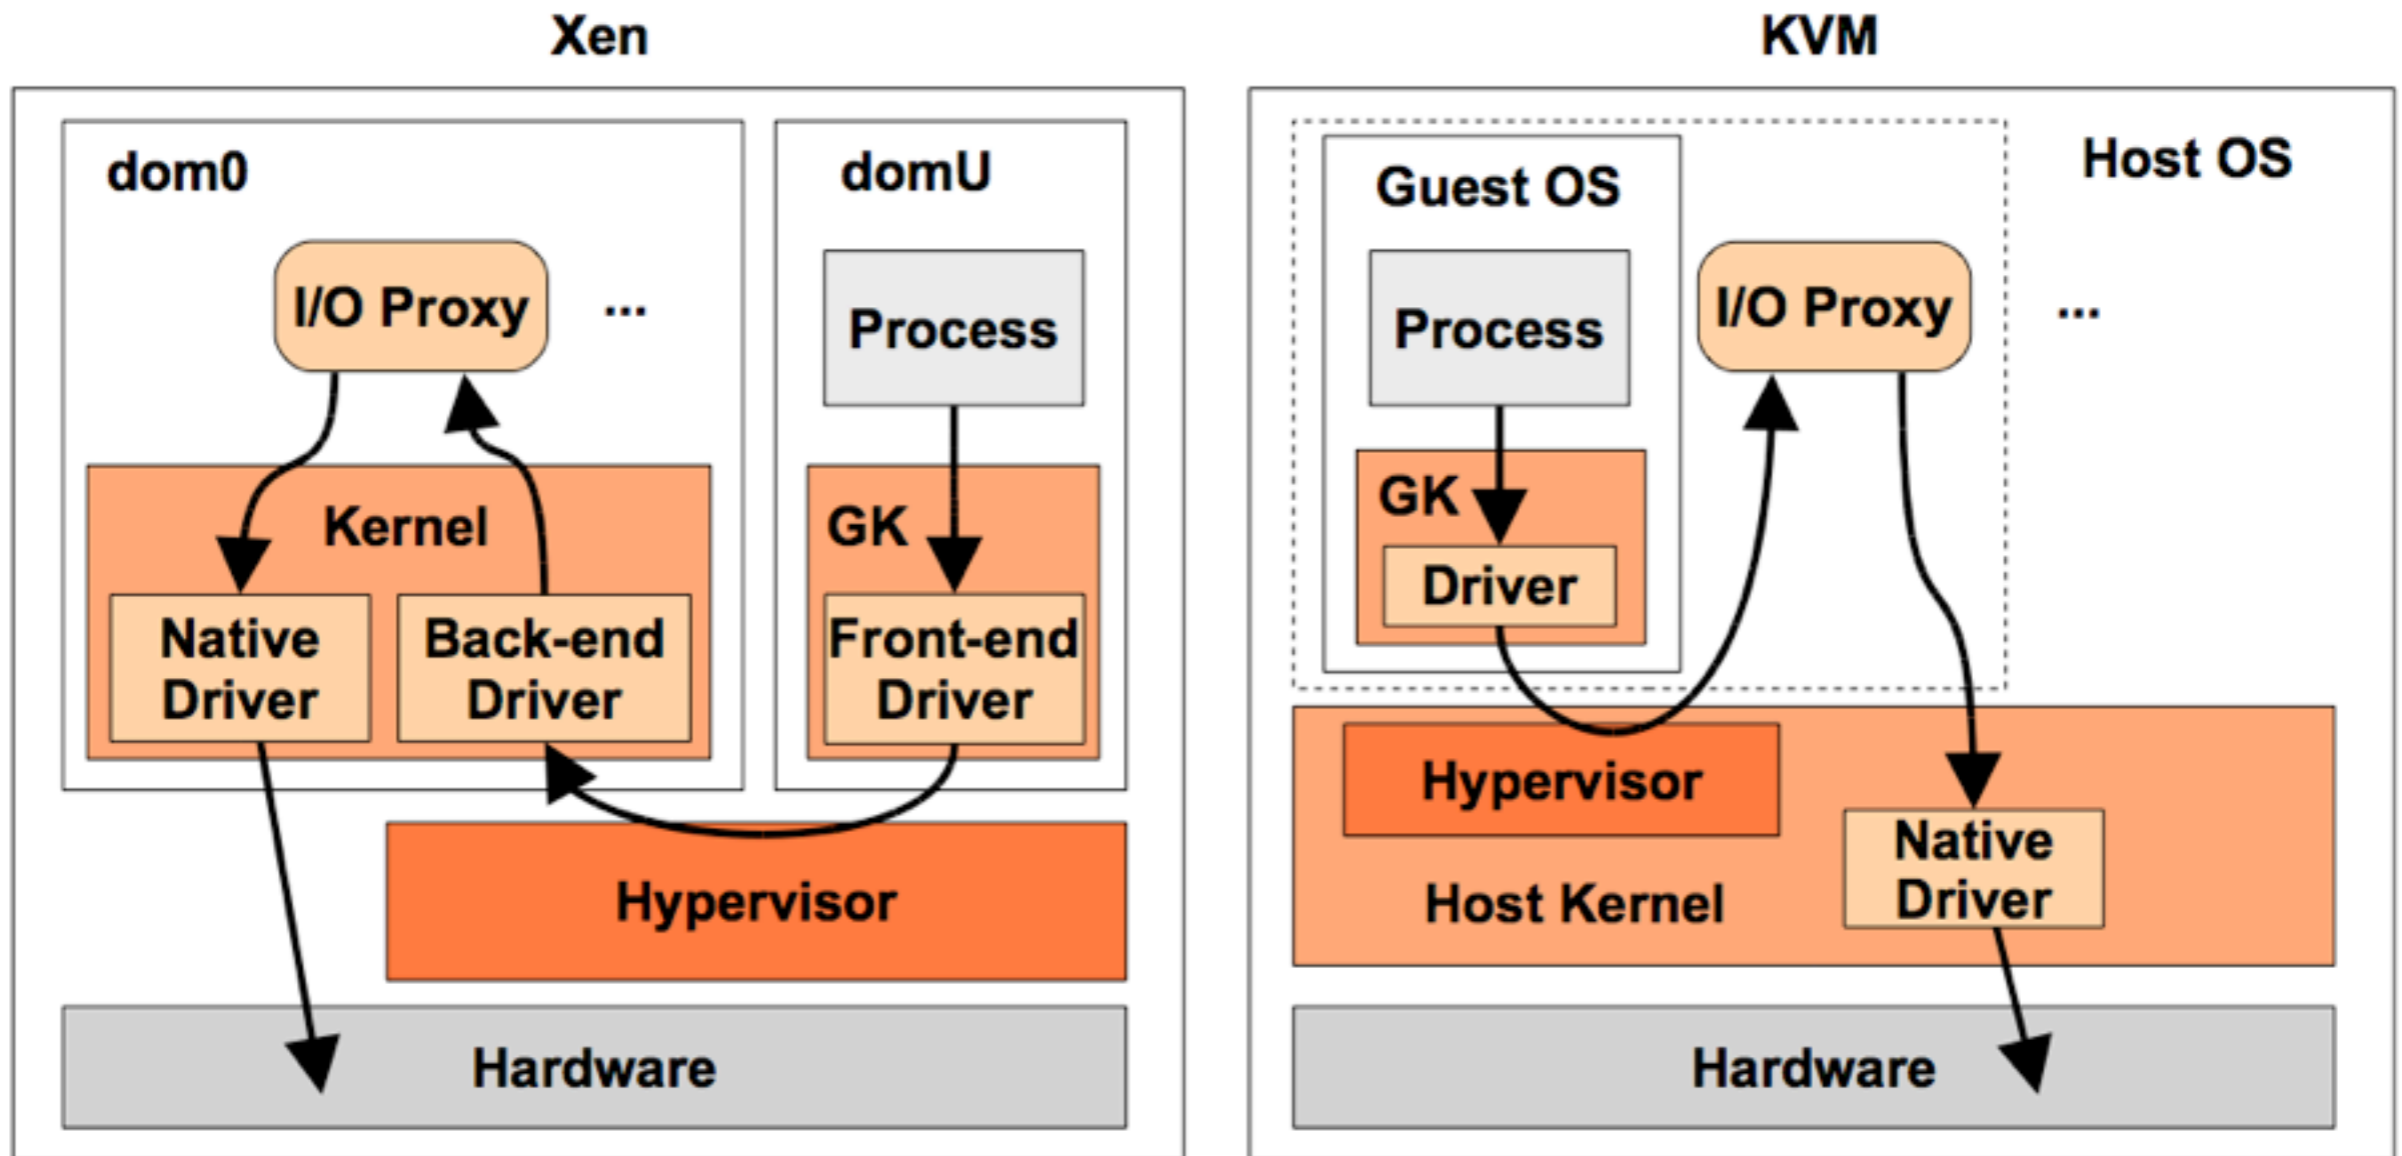 Xen
dom0
I/O Proxy
...
Kernel
Native
Driver
Back-end
Driver
domU
Process
GK
Front-end
Driver
Hypervisor
Hardware
KVM
Host OS
Guest OS
Process
GK
Driver
I/O Proxy
...
Hypervisor
Host Kernel
Native
Driver
Hardware